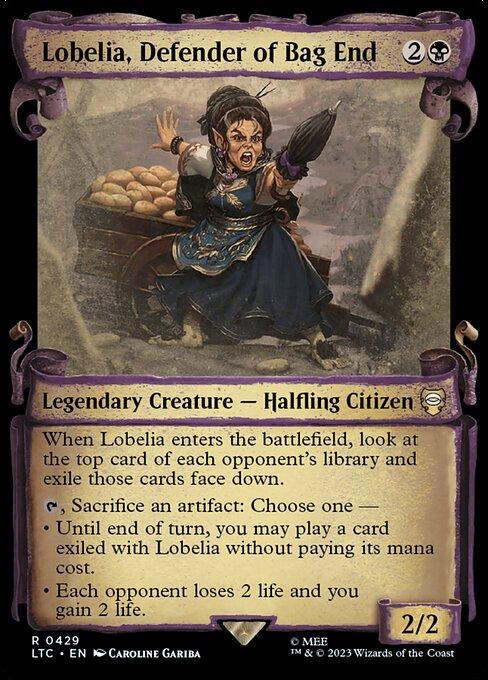 Lobelia, Defender of Bag End 2
Legendary Creature — Halfling Citizen
When Lobelia enters the battlefield, look at
the top card of each opponent's library and
exile those cards face down.
, Sacrifice an artifact: Choose one —
• Until end of turn, you may play a card
exiled with Lobelia without paying its mana
cost.
• Each opponent loses 2 life and you
gain 2 life.
2/2
R 0429
LTC • EN Caroline Gariba
© MEE
™ & © 2023 Wizards of the Coast